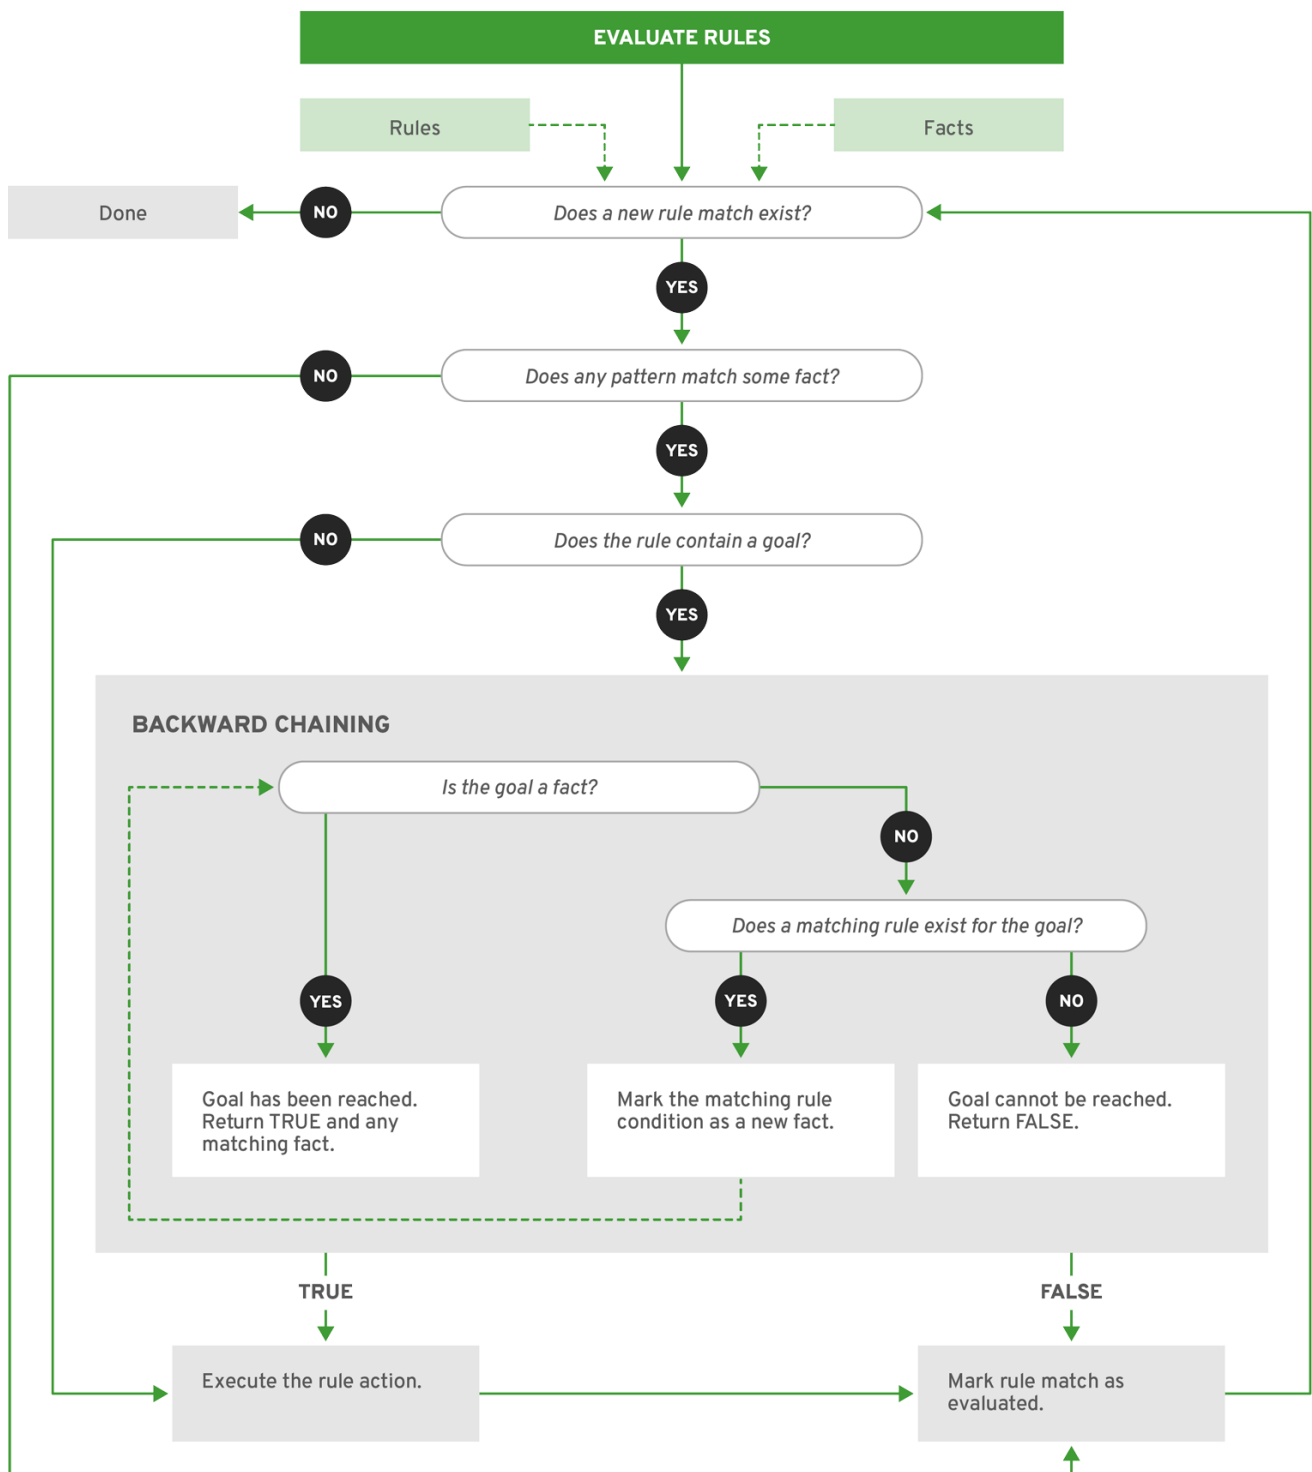 EVALUATE RULES
Rules
Facts
Done
NO
Does a new rule match exist?
YES
NO
Does any pattern match some fact?
YES
NO
Does the rule contain a goal?
YES
BACKWARD CHAINING
Is the goal a fact?
NO
Does a matching rule exist for the goal?
YES
YES
NO
Goal has been reached.
Return TRUE and any
matching fact.
Mark the matching rule
condition as a new fact.
Goal cannot be reached.
Return FALSE.
TRUE
FALSE
Execute the rule action.
Mark rule match as
evaluated.